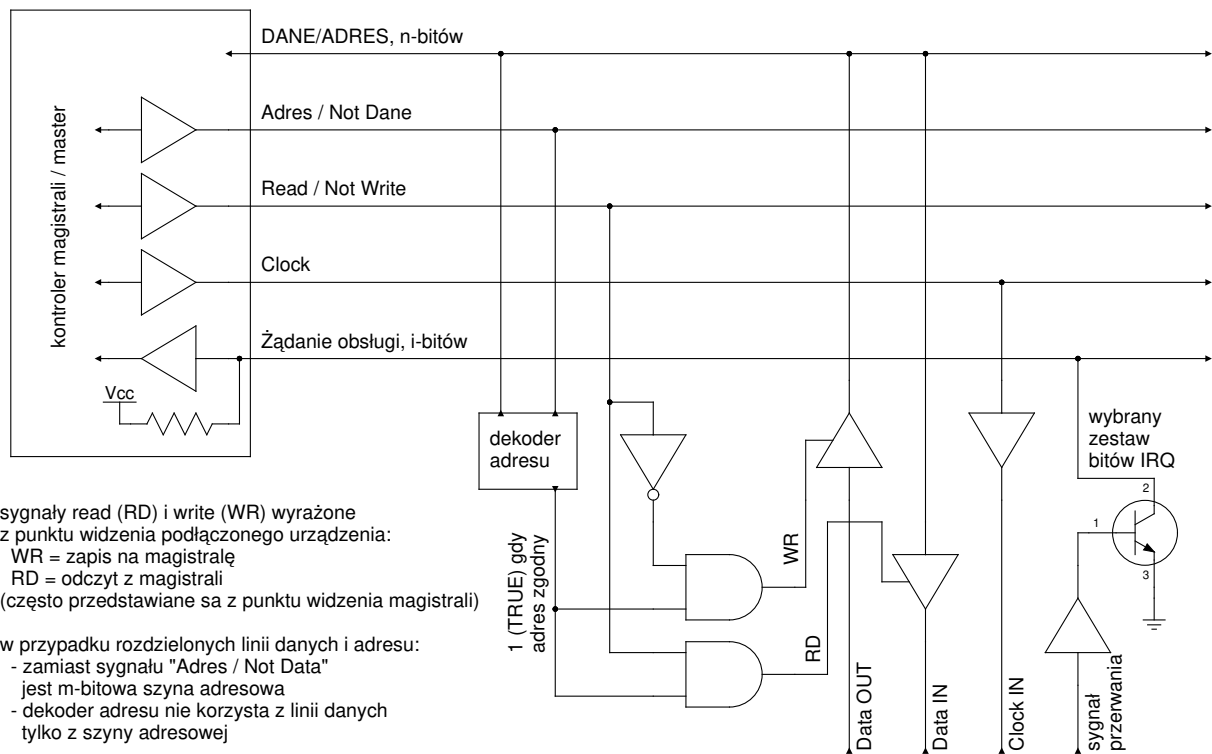 DANE/ADRES, n-bitów
Adres / Not Dane
Read / Not Write
Clock
Żądanie obsługi, i-bitów
kontroler magistrali / master
Vcc
dekoder
adresu
wybrany
zestaw
bitów IRQ
2
1
3
sygnały read (RD) i write (WR) wyrażone
z punktu widzenia podłączonego urządzenia:
WR = zapis na magistralę
RD = odczyt z magistrali
(często przedstawiane sa z punktu widzenia magistrali)
w przypadku rozdzielonych linii danych i adresu:
- zamiast sygnału "Adres / Not Data"
jest m-bitowa szyna adresowa
- dekoder adresu nie korzysta z linii danych
tylko z szyny adresowej
1 (TRUE) gdy
adres zgodny
WR
RD
Data OUT
Data IN
Clock IN
sygnał
przerwania